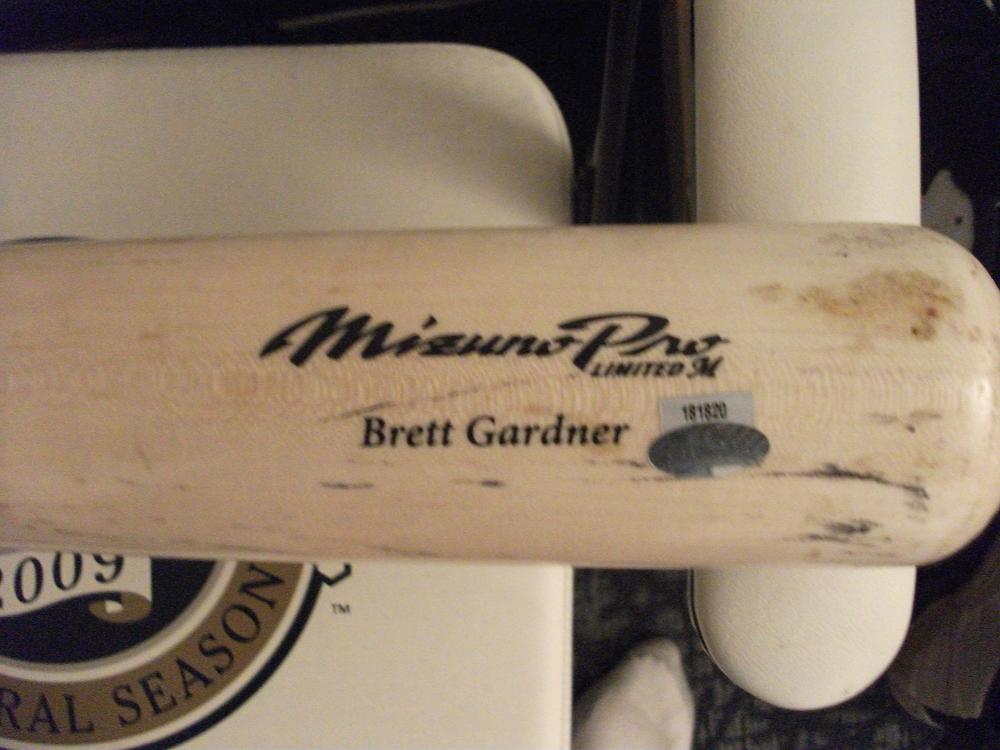 Mizuno Pro
LIMITED M
Brett Gardner
181820
2009
RAL SEASON
TM